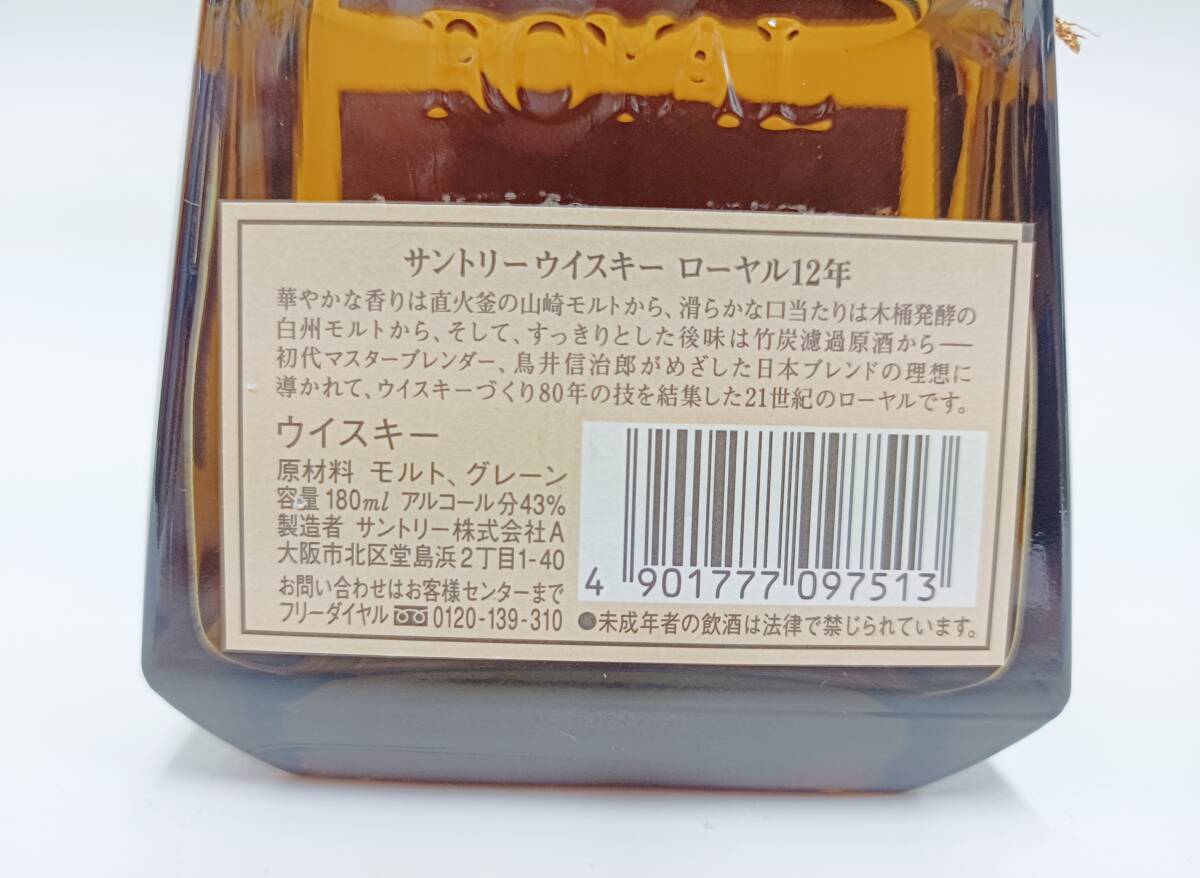 ROYAL
サントリーウイスキー ローヤル12年
華やかな香りは直火釜の山崎モルトから、滑らかな口当たりは木桶発酵の
白州モルトから、そして、すっきりとした後味は竹炭濾過原酒から—
初代マスターブレンダー、鳥井信治郎がめざした日本ブレンドの理想に
導かれて、ウイスキーづくり80年の技を結集した21世紀のローヤルです。
ウイスキー
原材料 モルト、グレーン
容量 180ml アルコール分43%
製造者 サントリー株式会社A
大阪市北区堂島浜2丁目1-40
お問い合わせはお客様センターまで
フリーダイヤル 0120-139-310
4 901777 097513
●未成年者の飲酒は法律で禁じられています。